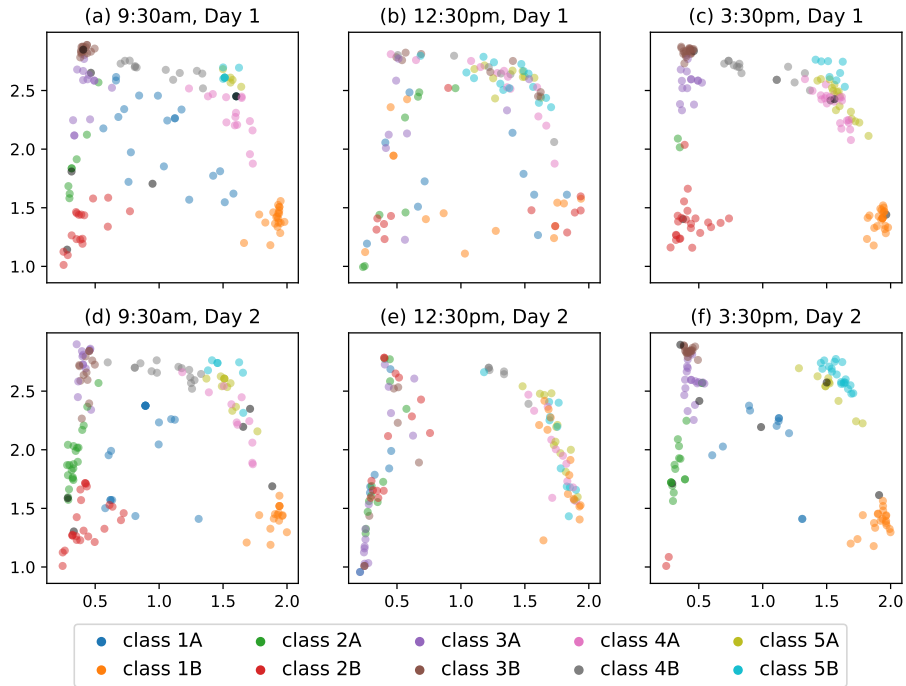 (a) 9:30am, Day 1
(b) 12:30pm, Day 1
(c) 3:30pm, Day 1
2.5
2.0
1.5
1.0
(d) 9:30am, Day 2
(e) 12:30pm, Day 2
(f) 3:30pm, Day 2
2.5
2.0
1.5
1.0
0.5 1.0 1.5 2.0
0.5 1.0 1.5 2.0
0.5 1.0 1.5 2.0
class 1A class 2A class 3A class 4A class 5A
class 1B class 2B class 3B class 4B class 5B